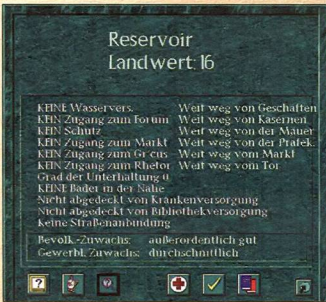 Reservoir
Landwert: 16
KEINE Wasservers. Weit weg von Geschäften
KEIN Zugang zum Forum Weit weg von Kasernen
KEIN Schutz Weit weg von der Mauer
KEIN Zugang zum Markt Weit weg von der Präfek.
KEIN Zugang zum Circus Weit weg vom Markt
KEIN Zugang zum Rhetor Weit weg vom Tor
Grad der Unterhaltung 0
KEINE Bäder in der Nähe
Nicht abgedeckt von Krankenversorgung
Nicht abgedeckt von Bibliothekversorgung
Keine Straßenanbindung
Bevölk.-Zuwachs: außerordentlich gut
Gewerbl. Zuwachs: durchschnittlich